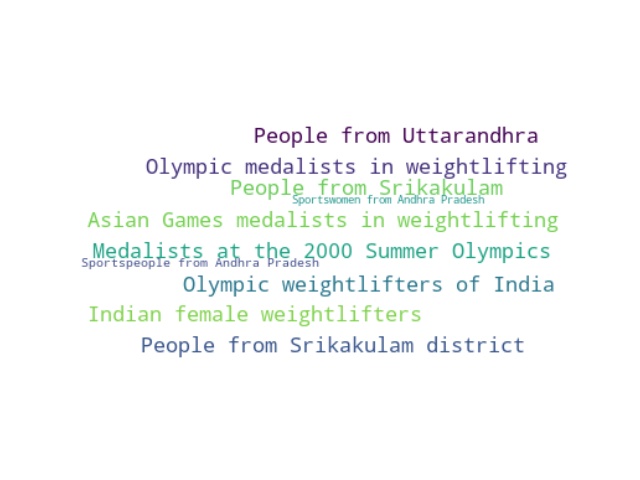 People from Uttarandhra
Olympic medalists in weightlifting
People from Srikakulam
Sportswomen from Andhra Pradesh
Asian Games medalists in weightlifting
Medalists at the 2000 Summer Olympics
Sportspeople from Andhra Pradesh
Olympic weightlifters of India
Indian female weightlifters
People from Srikakulam district